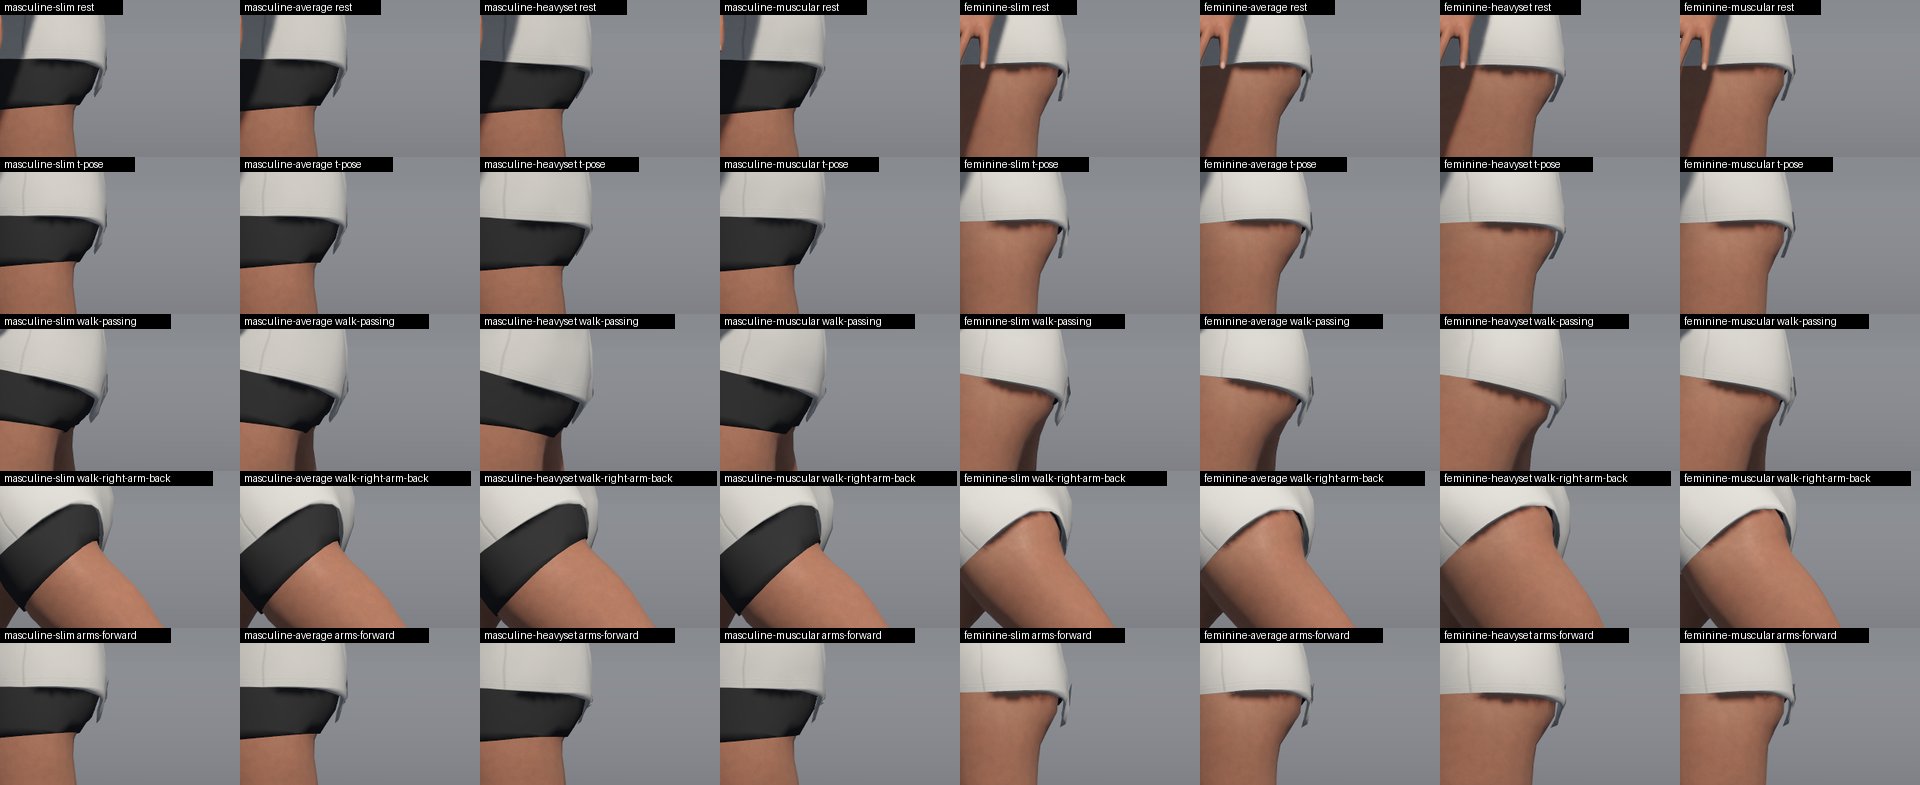 masculine-slim rest
masculine-average rest
masculine-heavyset rest
masculine-muscular rest
feminine-slim rest
feminine-average rest
feminine-heavyset rest
feminine-muscular rest
masculine-slim t-pose
masculine-average t-pose
masculine-heavyset t-pose
masculine-muscular t-pose
feminine-slim t-pose
feminine-average t-pose
feminine-heavyset t-pose
feminine-muscular t-pose
masculine-slim walk-passing
masculine-average walk-passing
masculine-heavyset walk-passing
masculine-muscular walk-passing
feminine-slim walk-passing
feminine-average walk-passing
feminine-heavyset walk-passing
feminine-muscular walk-passing
masculine-slim walk-right-arm-back
masculine-average walk-right-arm-back
masculine-heavyset walk-right-arm-back
masculine-muscular walk-right-arm-back
feminine-slim walk-right-arm-back
feminine-average walk-right-arm-back
feminine-heavyset walk-right-arm-back
feminine-muscular walk-right-arm-back
masculine-slim arms-forward
masculine-average arms-forward
masculine-heavyset arms-forward
masculine-muscular arms-forward
feminine-slim arms-forward
feminine-average arms-forward
feminine-heavyset arms-forward
feminine-muscular arms-forward